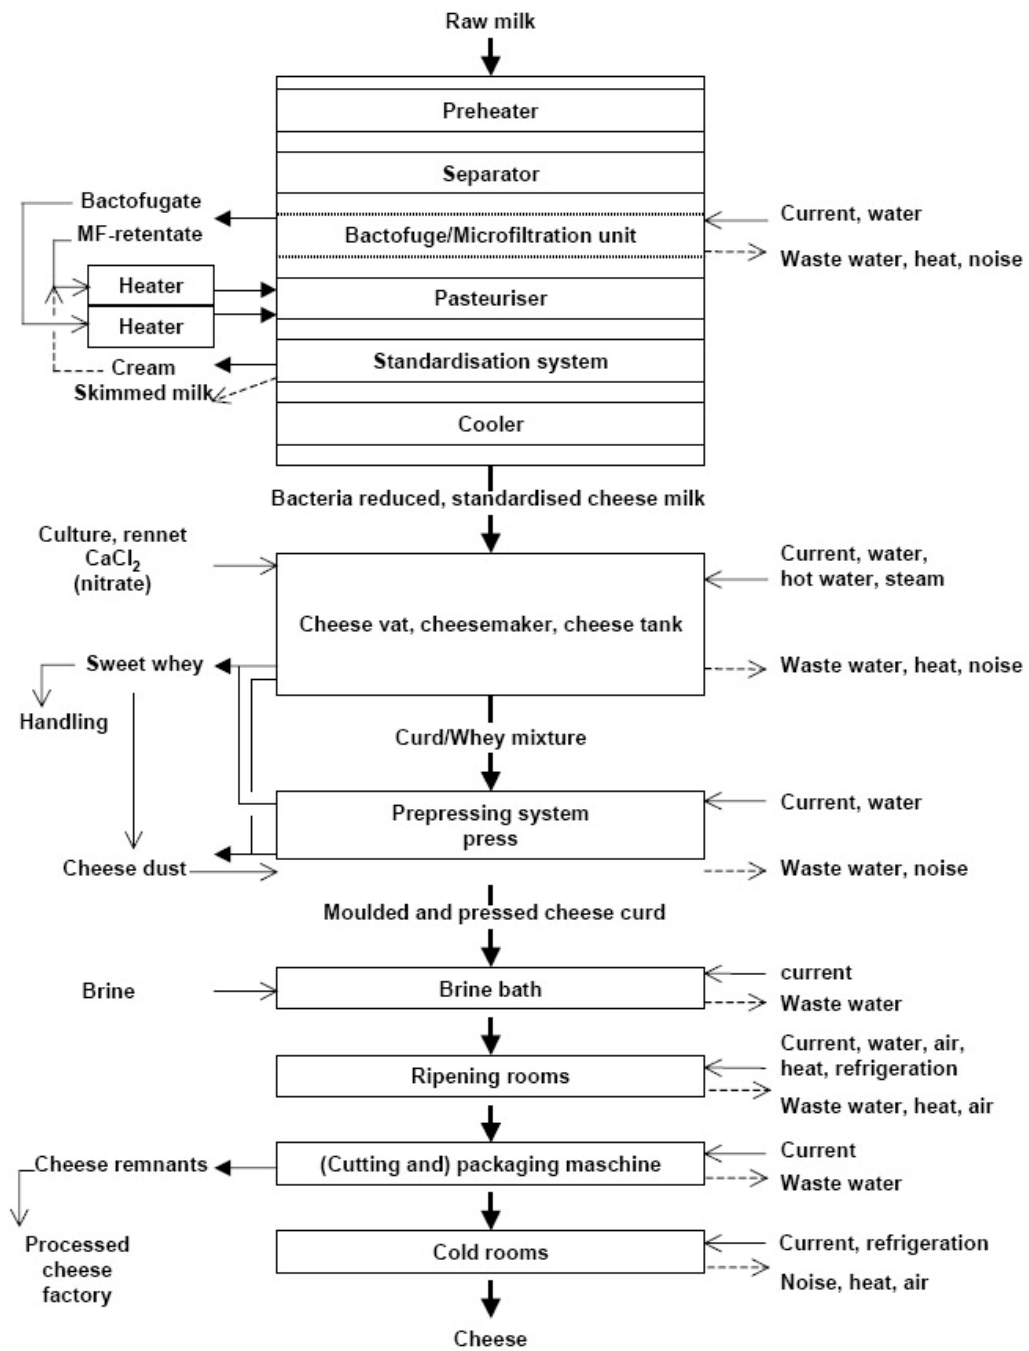 Raw milk
Preheater
Separator
Bactofugate
MF-retentate
Current, water
Bactofuge/Microfiltration unit
Waste water, heat, noise
Heater
Pasteuriser
Heater
Standardisation system
Cream
Skimmed milk
Cooler
Bacteria reduced, standardised cheese milk
Culture, rennet
CaCl2
(nitrate)
Current, water,
hot water, steam
Cheese vat, cheesemaker, cheese tank
Sweet whey
Waste water, heat, noise
Handling
Curd/Whey mixture
Prepressing system
press
Current, water
Cheese dust
Waste water, noise
Moulded and pressed cheese curd
Brine
Brine bath
current
Waste water
Ripening rooms
Current, water, air,
heat, refrigeration
Waste water, heat, air
Cheese remnants
(Cutting and) packaging maschine
Current
Waste water
Processed
cheese
factory
Cold rooms
Current, refrigeration
Noise, heat, air
Cheese